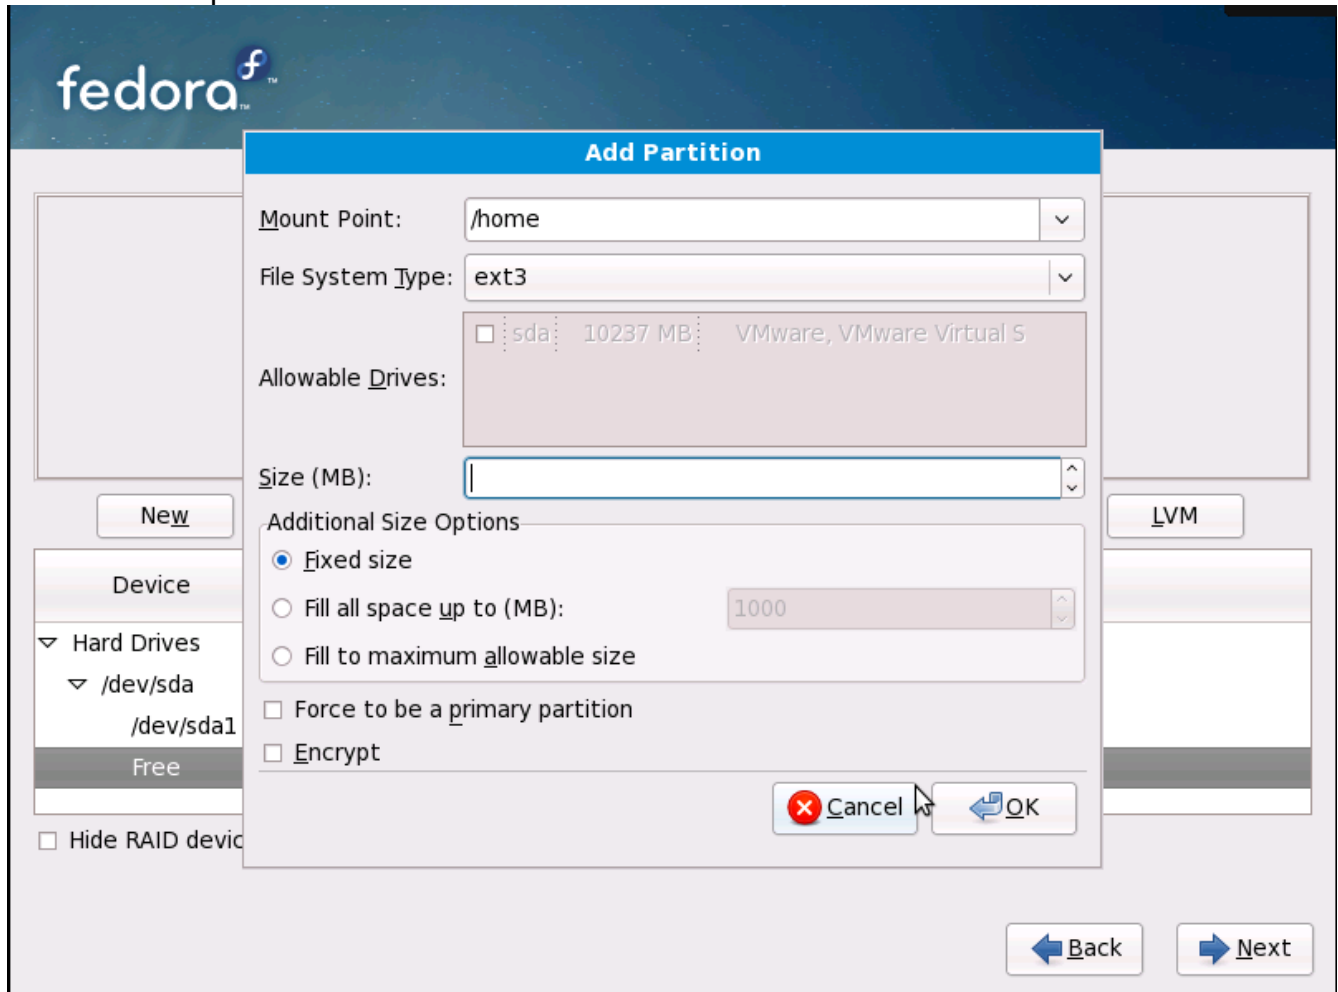 fedora
Add Partition
Mount Point: /home
File System Type: ext3
sda 10237 MB VMware, VMware Virtual S
Allowable Drives:
Size (MB):
New
LVM
Additional Size Options
Fixed size
Device
Fill all space up to (MB): 1000
Hard Drives
Fill to maximum allowable size
/dev/sda
Force to be a primary partition
/dev/sda1
Encrypt
Free
Cancel OK
Hide RAID devic
Back Next